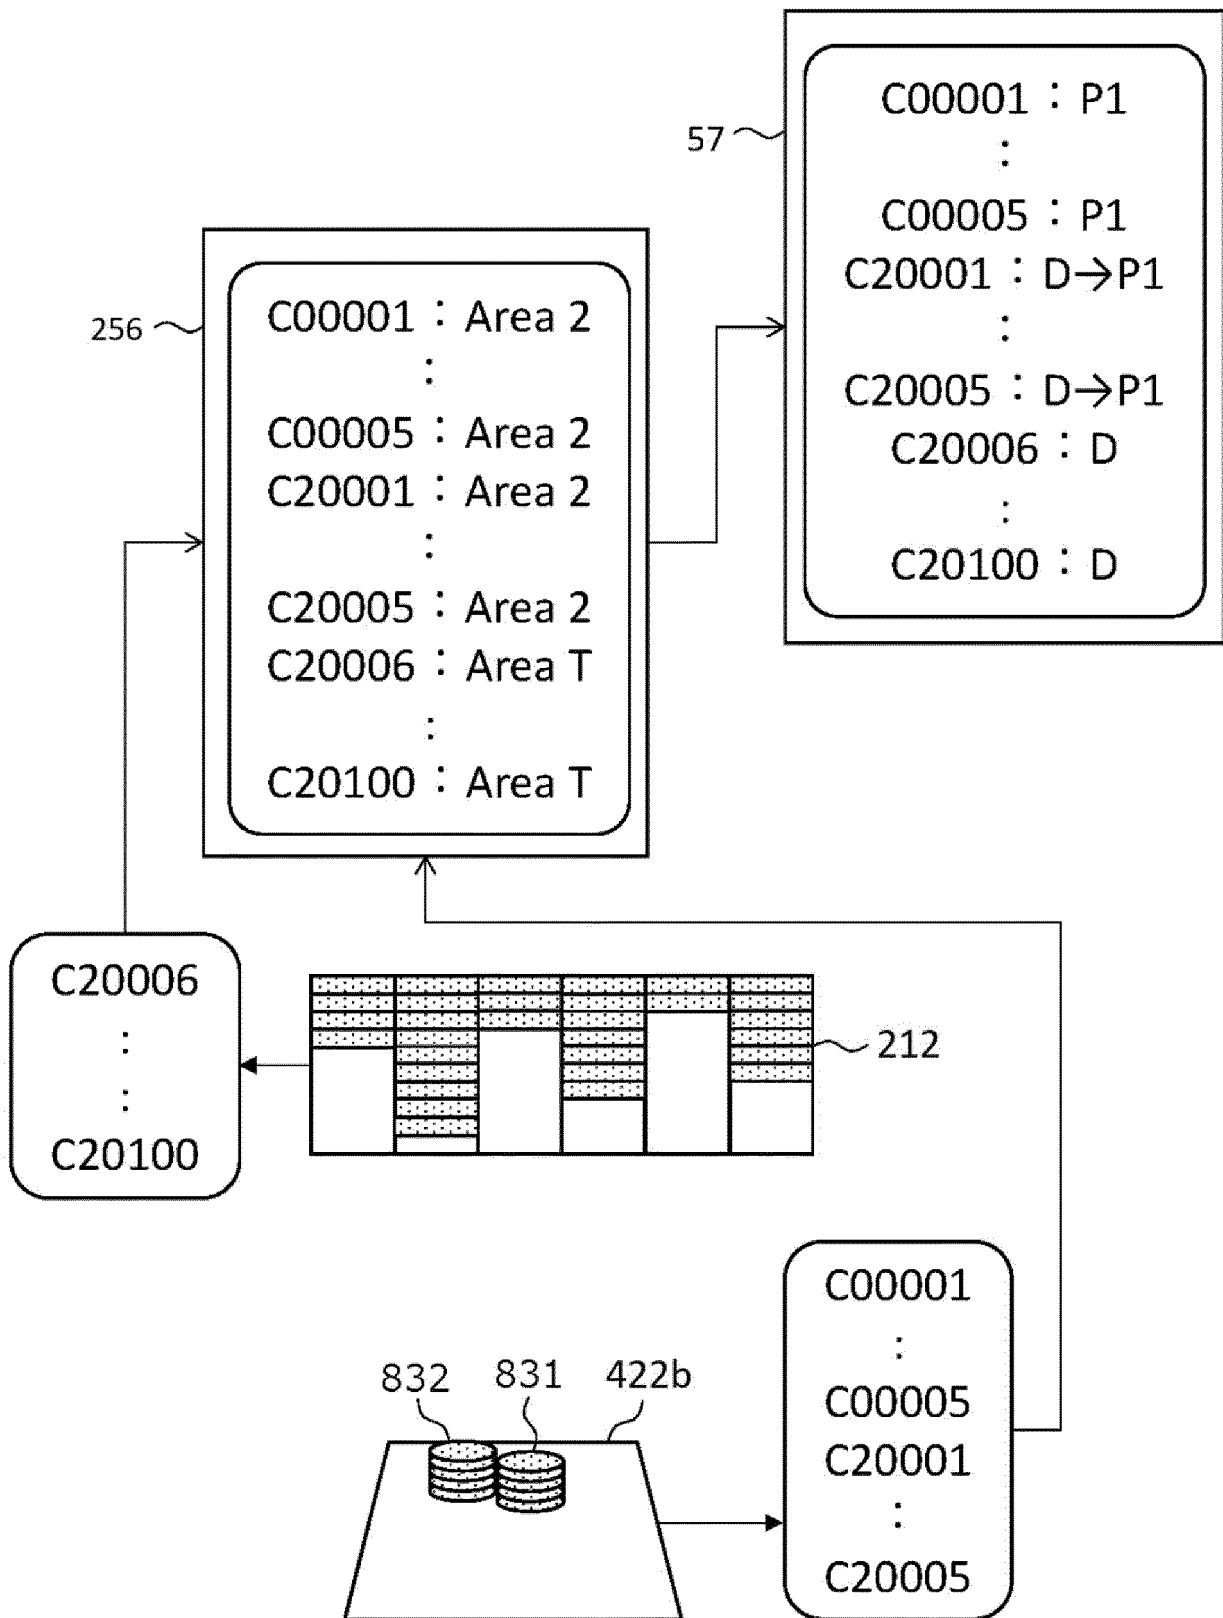 C00001 : P1
:
C00005 : P1
C20001 : D→P1
:
C20005 : D→P1
C20006 : D
:
C20100 : D
57
256
C00001 : Area 2
:
C00005 : Area 2
C20001 : Area 2
:
C20005 : Area 2
C20006 : Area T
:
C20100 : Area T
C20006
:
:
C20100
212
832
831
422b
C00001
:
C00005
C20001
:
C20005